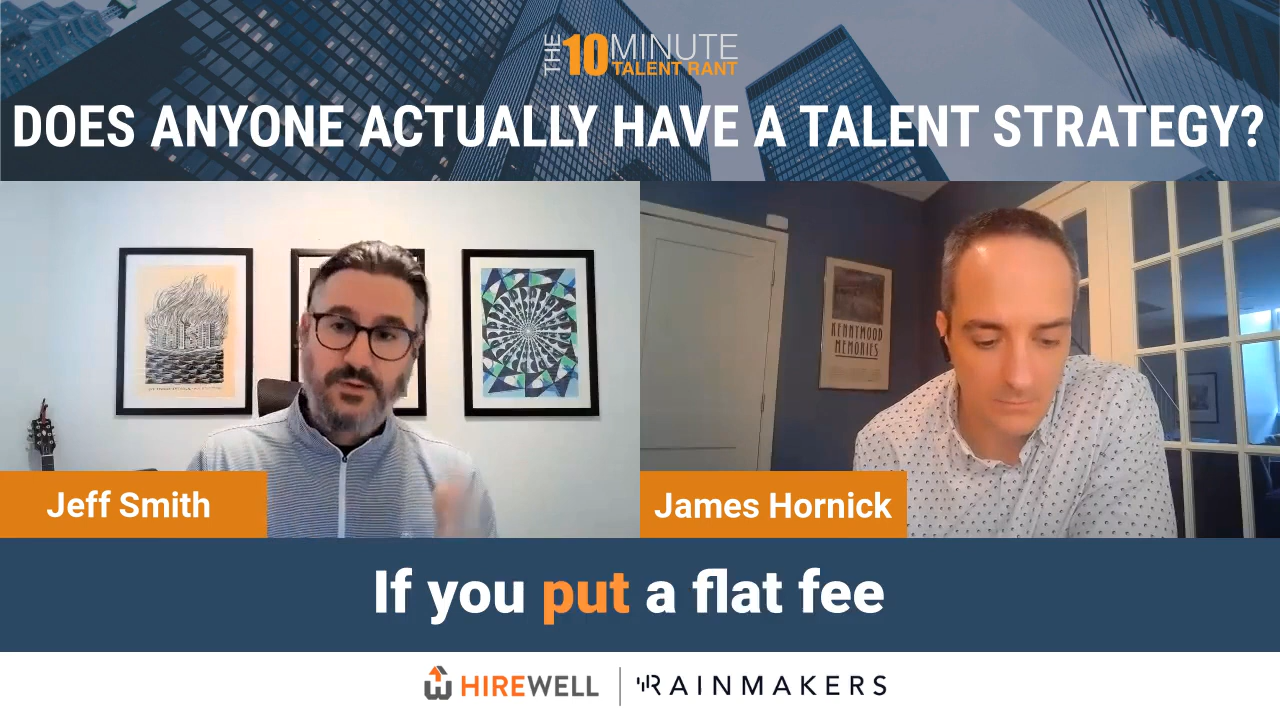 THE 10 MINUTE
TALENT RANT
DOES ANYONE ACTUALLY HAVE A TALENT STRATEGY?
KENNYWOOD
MEMORIES
Jeff Smith
James Hornick
If you put a flat fee
HIREWELL
RAINMAKERS